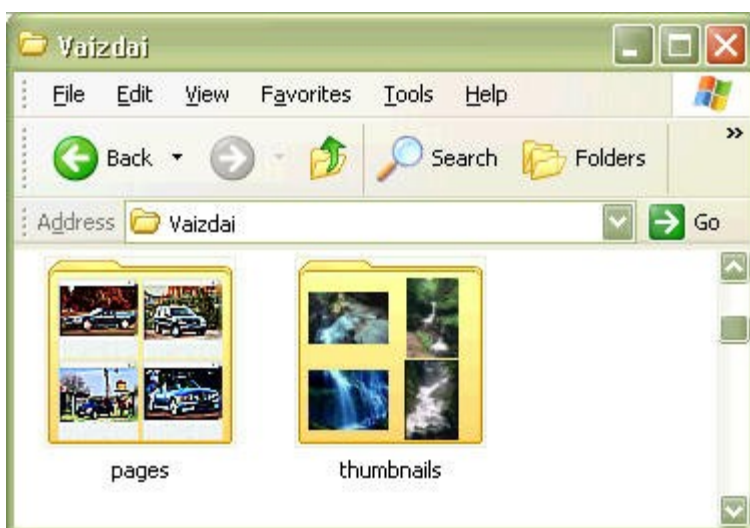 Vaizdai
File Edit View Favorites Tools Help
Back Search Folders »
Address Vaizdai Go
pages thumbnails